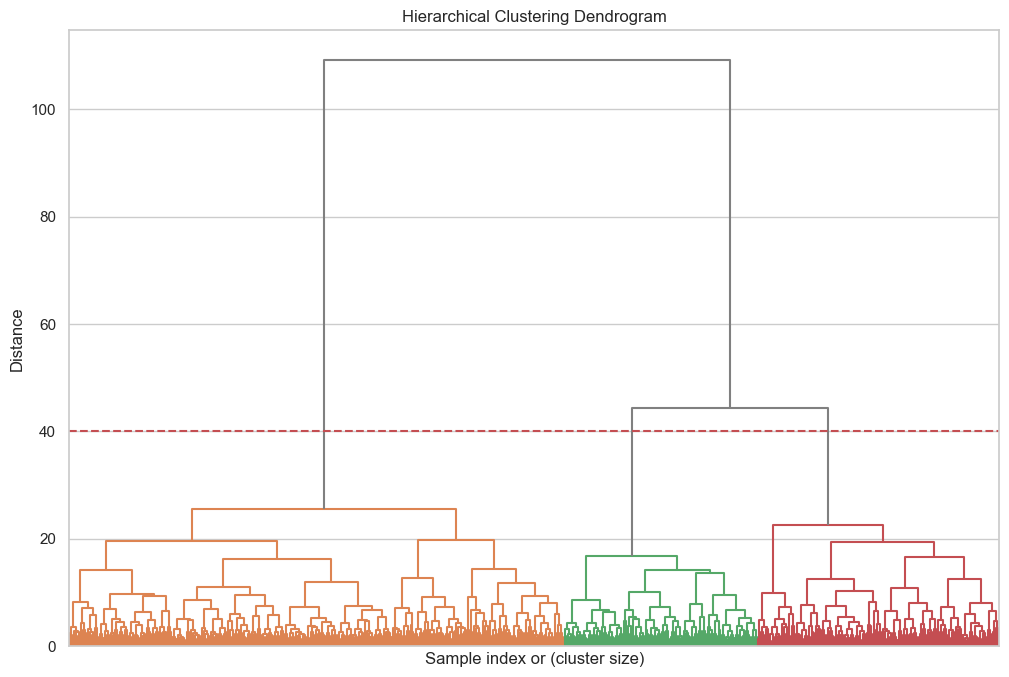 Hierarchical Clustering Dendrogram
100
80
60
40
20
0
Distance
Sample index or (cluster size)